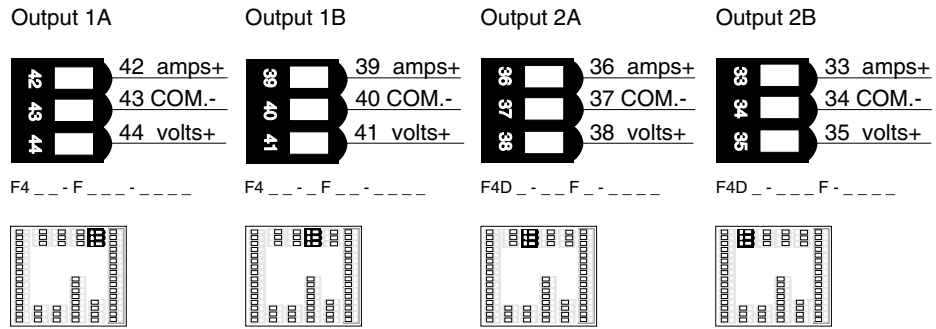 Output 1A
42
43
44
42 amps+
43 COM.-
44 volts+
F4 _ _ - F _ _ _ - _ _ _ _
Output 1B
39
40
41
39 amps+
40 COM.-
41 volts+
F4 _ _ - _ F _ _ - _ _ _ _
Output 2A
36
37
38
36 amps+
37 COM.-
38 volts+
F4D _ - _ _ F _ - _ _ _ _
Output 2B
33
34
35
33 amps+
34 COM.-
35 volts+
F4D _ - _ _ _ F - _ _ _ _